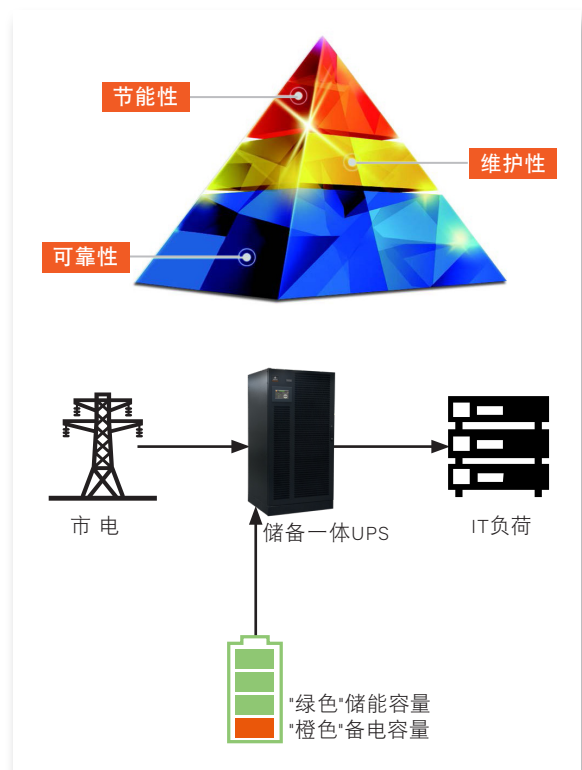 节能性
维护性
可靠性
市 电
储备一体UPS
IT负荷
"绿色"储能容量
"橙色"备电容量